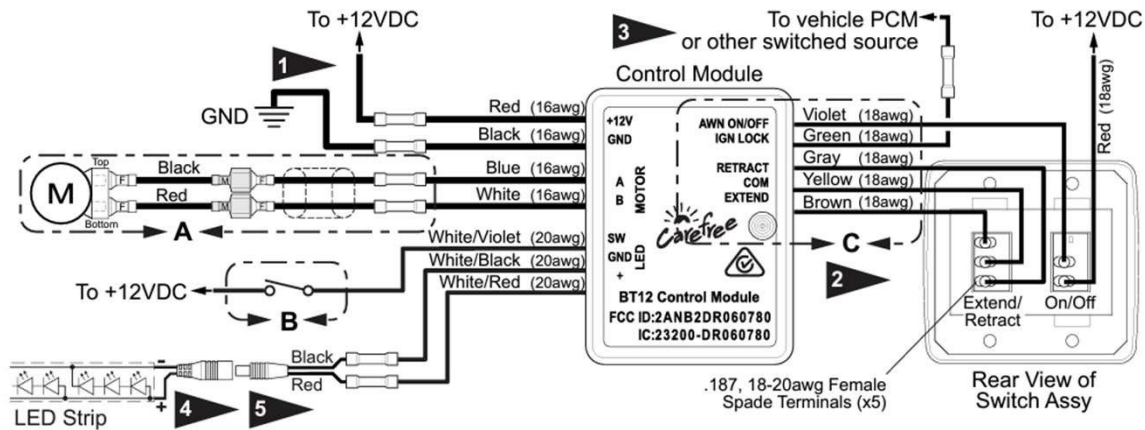 To +12VDC
1
GND
3
To vehicle PCM
or other switched source
To +12VDC
Control Module
Red (16awg)
Black (16awg)
Blue (16awg)
White (16awg)
White/Violet (20awg)
White/Black (20awg)
White/Red (20awg)
+12V
GND
A
B
MOTOR
SW
GND
+
LED
AWN ON/OFF
IGN LOCK
RETRACT
COM
EXTEND
Carefree
BT12 Control Module
FCC ID:2ANB2DR060780
IC:23200-DR060780
Violet (18awg)
Green (18awg)
Gray (18awg)
Yellow (18awg)
Brown (18awg)
C
2
Red (18awg)
Extend/
Retract
On/Off
Rear View of
Switch Assy
.187, 18-20awg Female
Spade Terminals (x5)
M
Top
Bottom
F
F
Black
Red
M
M
F
F
A
To +12VDC
B
Black
Red
-
+
LED Strip
4
5